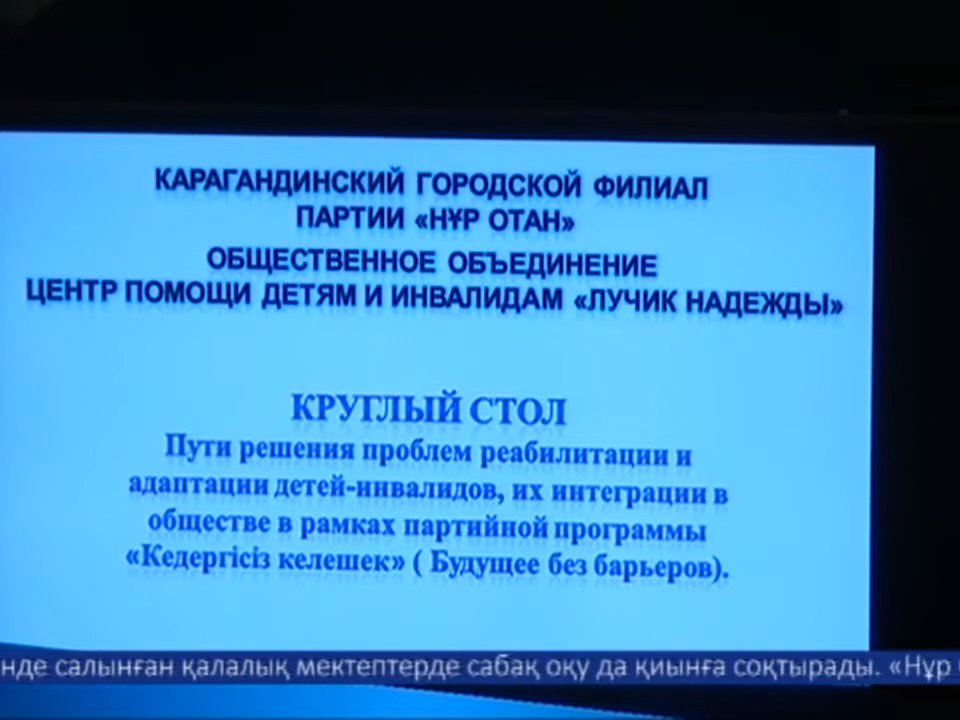 КАРАГАНДИНСКИЙ ГОРОДСКОЙ ФИЛИАЛ
ПАРТИИ «НҰР ОТАН»
ОБЩЕСТВЕННОЕ ОБЪЕДИНЕНИЕ
ЦЕНТР ПОМОЩИ ДЕТЯМ И ИНВАЛИДАМ «ЛУЧИК НАДЕЖДЫ»
КРУГЛЫЙ СТОЛ
Пути решения проблем реабилитации и
адаптации детей-инвалидов, их интеграции в
обществе в рамках партийной программы
«Кедергісіз келешек» ( Будущее без барьеров).
салынған қалалық мектептерде сабақ оқу да қиынға соқтырады. «Нұр